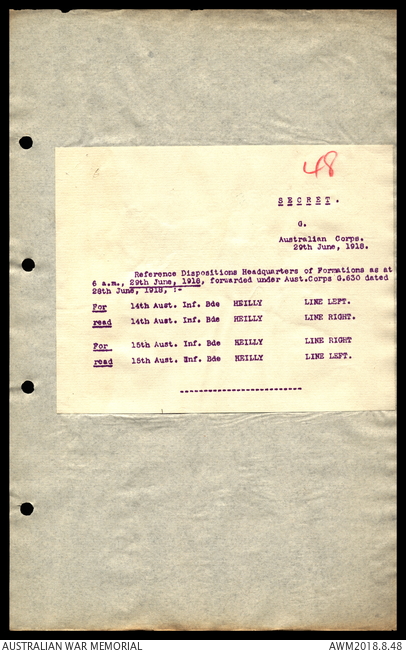 48
SECRET.
G.
Australian Corps.
29th June, 1918.
Reference Dispositions Headquarters of Formations as at
6 a.m., 29th June, 1918, forwarded under Aust.Corps G.630 dated
28th June, 1918, :-
For 14th Aust. Inf. Bde HEILLY LINE LEFT.
read 14th Aust. Inf. Bde HEILLY LINE RIGHT.
For 15th Aust. Inf. Bde HEILLY LINE RIGHT
read 15th Aust. Inf. Bde HEILLY LINE LEFT.
-------------------------
AUSTRALIAN WAR MEMORIAL AWM2018.8.48